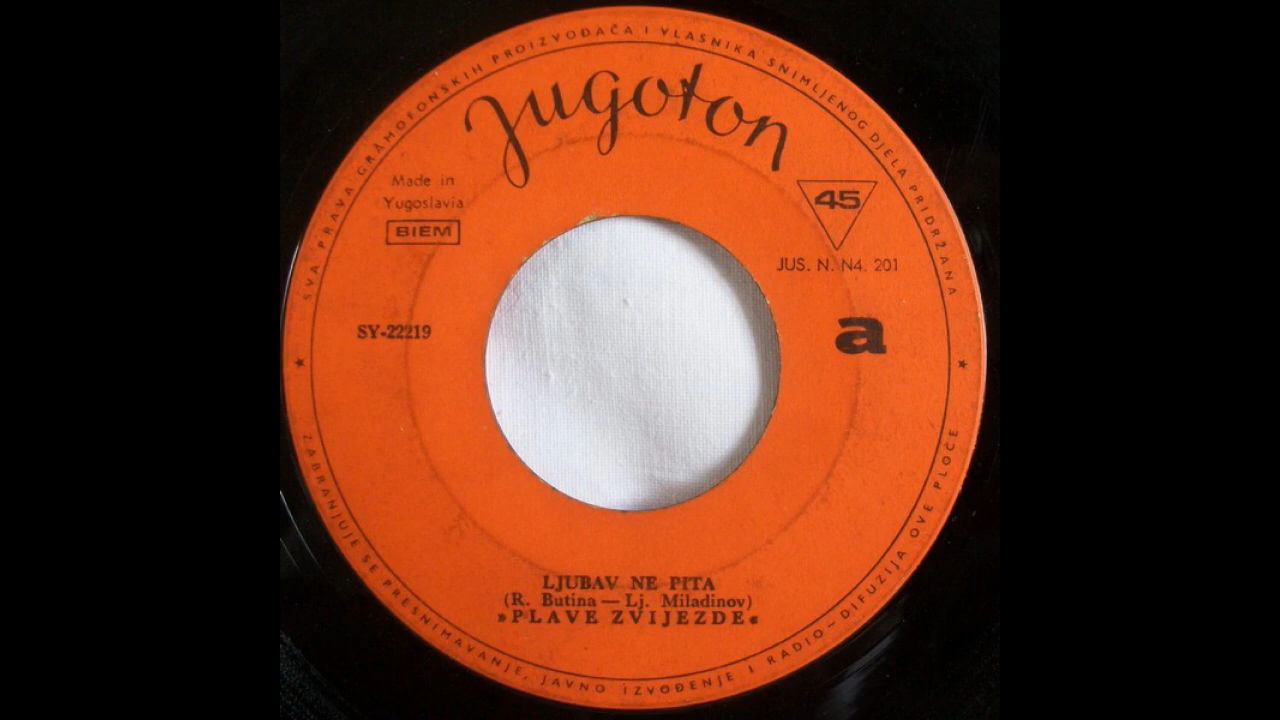 SVA PRAVA GRAMOFONSKIH PROIZVOĐAČA I VLASNIKA SNIMLJENOG DJELA PRIDRŽANA
Jugoton
Made in
Yugoslavia
BIEM
45
JUS. N. N4. 201
SY-22219
a
LJUBAV NE PITA
(R. Butina — Lj. Miladinov)
»PLAVE ZVIJEZDE«
ZABRANJUJE SE PRESNIMAVANJE, JAVNO IZVOĐENJE I RADIO-DIFUZIJA OVE PLOČE